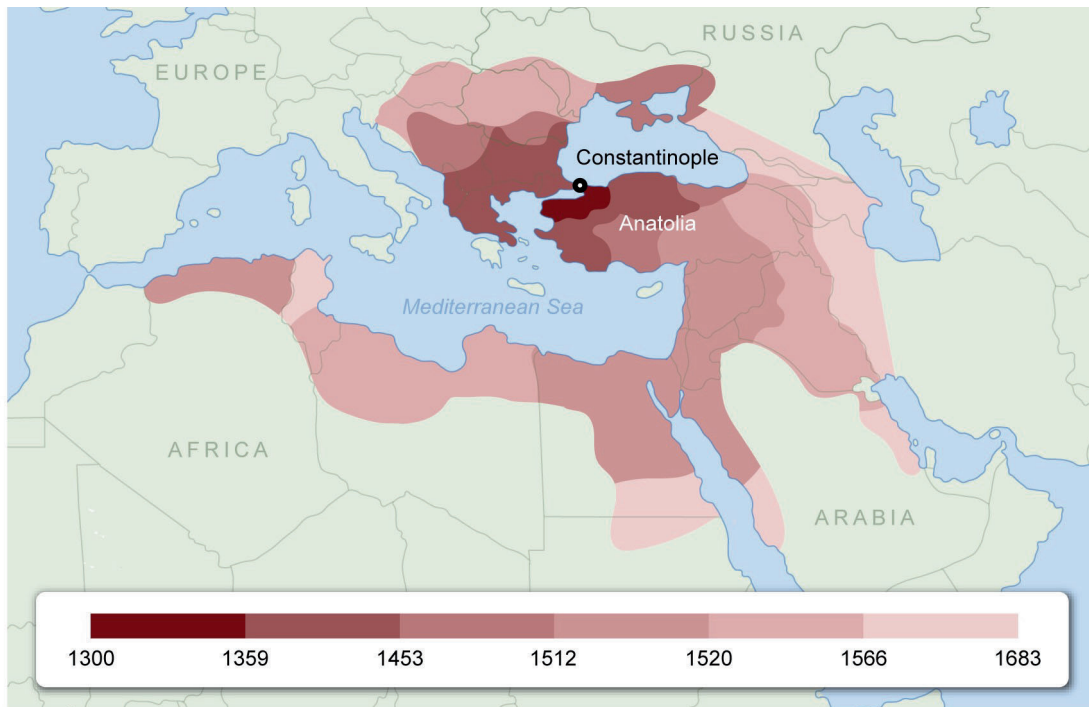 RUSSIA
EUROPE
Constantinople
Anatolia
Mediterranean Sea
AFRICA
ARABIA
1300 1359 1453 1512 1520 1566 1683